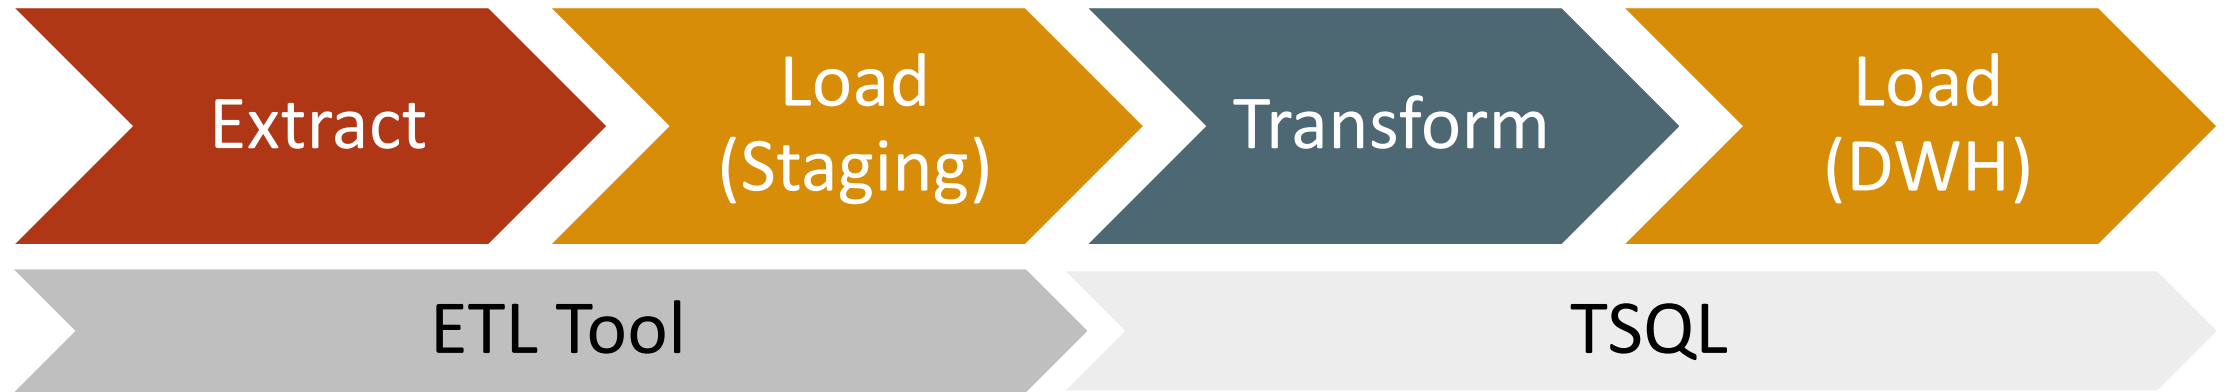 Extract
Load
(Staging)
Transform
Load
(DWH)
ETL Tool
TSQL